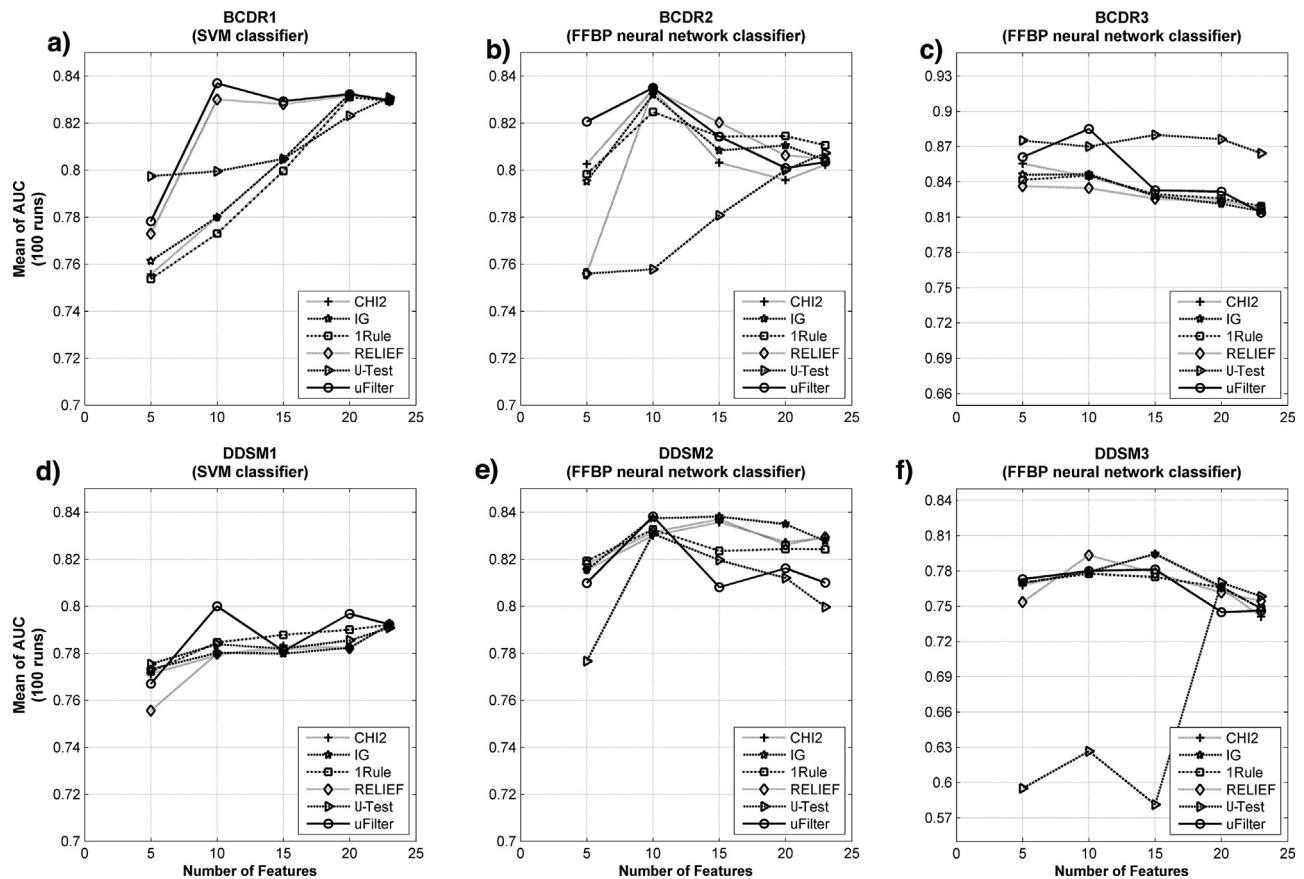 a)
BCDR1
(SVM classifier)
0.84
0.82
0.8
0.78
0.76
0.74
0.72
0.7
Mean of AUC
(100 runs)
0
5
10
15
20
25
CHI2
IG
1Rule
RELIEF
U-Test
uFilter
b)
BCDR2
(FFBP neural network classifier)
0.84
0.82
0.8
0.78
0.76
0.74
0.72
0.7
0
5
10
15
20
25
CHI2
IG
1Rule
RELIEF
U-Test
uFilter
c)
BCDR3
(FFBP neural network classifier)
0.93
0.9
0.87
0.84
0.81
0.78
0.75
0.72
0.69
0.66
0
5
10
15
20
25
CHI2
IG
1Rule
RELIEF
U-Test
uFilter
d)
DDSM1
(SVM classifier)
0.84
0.82
0.8
0.78
0.76
0.74
0.72
0.7
Mean of AUC
(100 runs)
0
5
10
15
20
25
Number of Features
CHI2
IG
1Rule
RELIEF
U-Test
uFilter
e)
DDSM2
(FFBP neural network classifier)
0.84
0.82
0.8
0.78
0.76
0.74
0.72
0.7
0
5
10
15
20
25
Number of Features
CHI2
IG
1Rule
RELIEF
U-Test
uFilter
f)
DDSM3
(FFBP neural network classifier)
0.84
0.81
0.78
0.75
0.72
0.69
0.66
0.63
0.6
0.57
0
5
10
15
20
25
Number of Features
CHI2
IG
1Rule
RELIEF
U-Test
uFilter